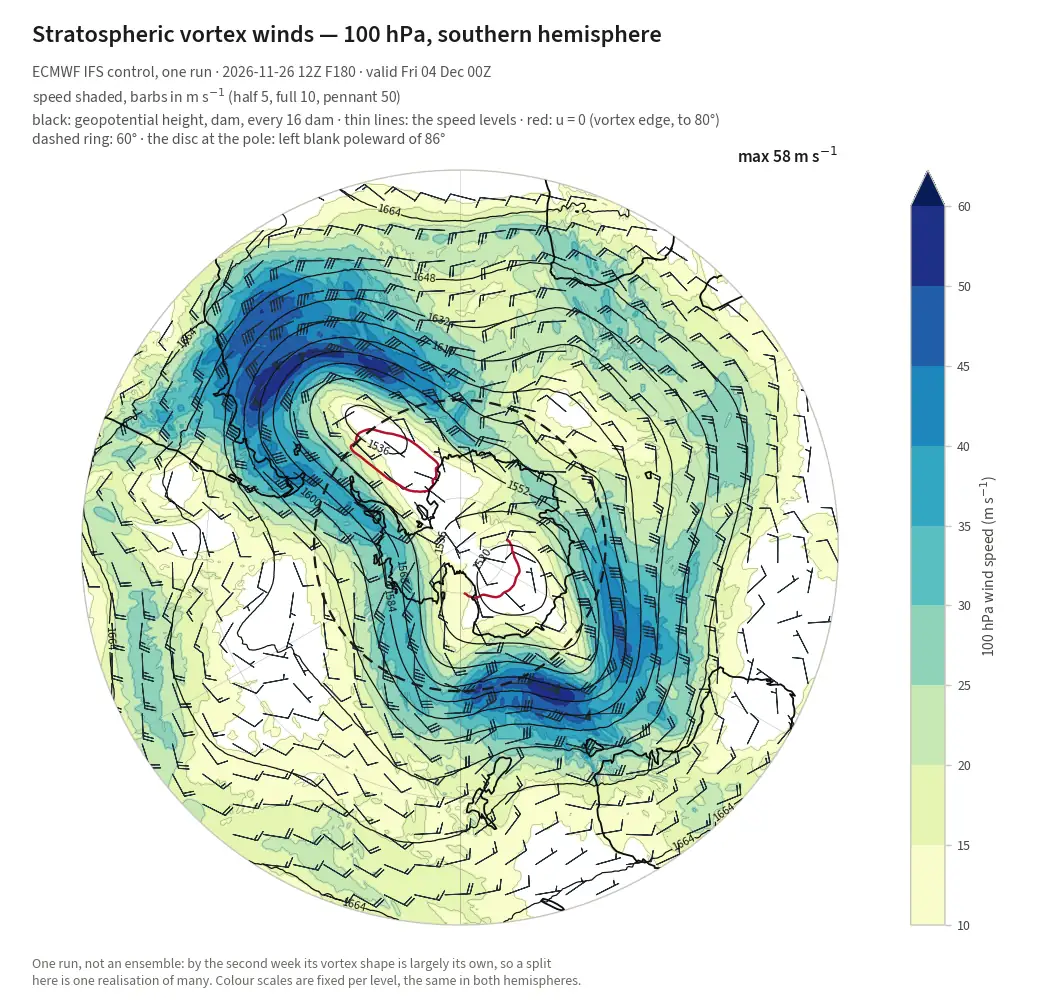 Stratospheric vortex winds — 100 hPa, southern hemisphere
ECMWF IFS control, one run · 2026-11-26 12Z F180 · valid Fri 04 Dec 00Z
speed shaded, barbs in m s⁻¹ (half 5, full 10, pennant 50)
black: geopotential height, dam, every 16 dam · thin lines: the speed levels · red: u = 0 (vortex edge, to 80°)
dashed ring: 60° · the disc at the pole: left blank poleward of 86°
max 58 m s⁻¹
1664
1648
1632
1664
1536
1552
1600
1520
1584
1664
1664
1664
1664
60
50
45
40
35
30
25
20
15
10
100 hPa wind speed (m s⁻¹)
One run, not an ensemble: by the second week its vortex shape is largely its own, so a split
here is one realisation of many. Colour scales are fixed per level, the same in both hemispheres.